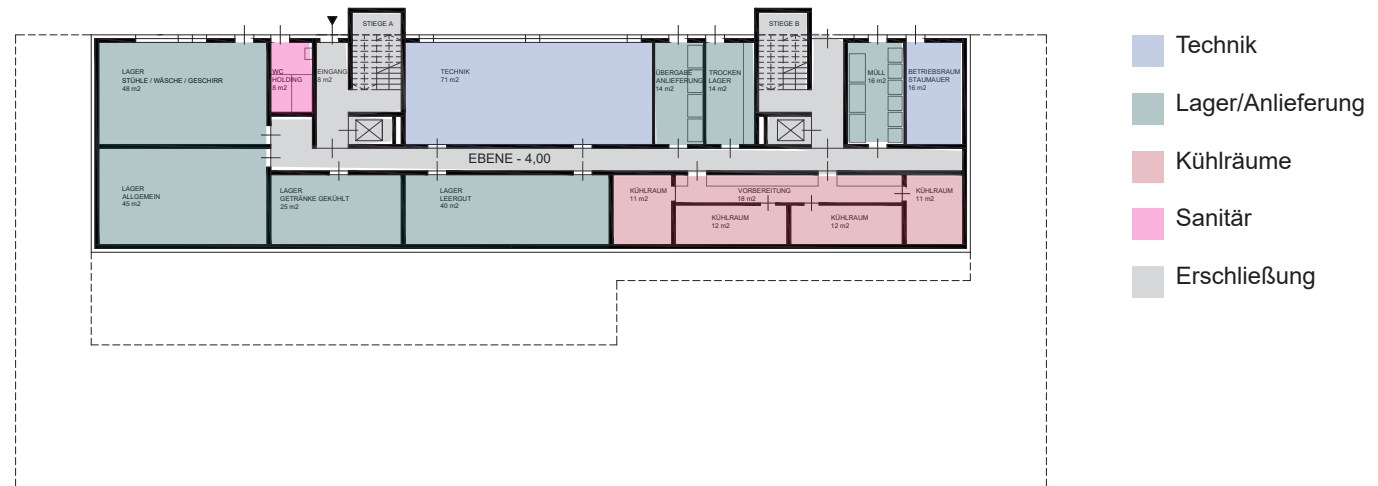 STIEGE A
STIEGE B
LAGER
STÜHLE / WÄSCHE / GESCHIRR
48 m2
WC
HOLDING
8 m2
EINGANG
8 m2
TECHNIK
71 m2
ÜBERGABE
ANLIEFERUNG
14 m2
TROCKEN
LAGER
14 m2
MÜLL
16 m2
BETRIEBSRAUM
STAUMAUER
16 m2
EBENE - 4,00
LAGER
ALLGEMEIN
45 m2
LAGER
GETRÄNKE GEKÜHLT
25 m2
LAGER
LEERGUT
40 m2
KÜHLRAUM
11 m2
VORBEREITUNG
18 m2
KÜHLRAUM
11 m2
KÜHLRAUM
12 m2
KÜHLRAUM
12 m2
Technik
Lager/Anlieferung
Kühlräume
Sanitär
Erschließung